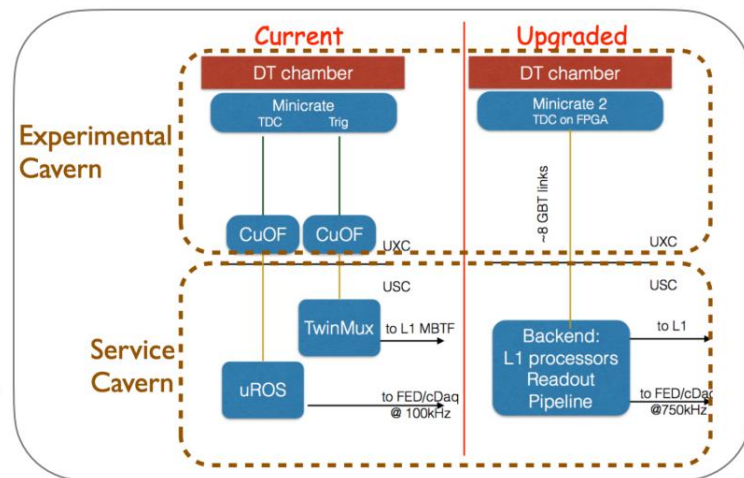 Current
Upgraded
DT chamber
DT chamber
Minicrate
TDC Trig
Minicrate 2
TDC on FPGA
Experimental
Cavern
~8 GBT links
CuOF
CuOF
UXC
UXC
USC
USC
TwinMux
to L1 MBTF
Service
Cavern
uROS
to FED/cDaq
@ 100kHz
Backend:
L1 processors
Readout
Pipeline
to L1
to FED/cDaq
@750kHz